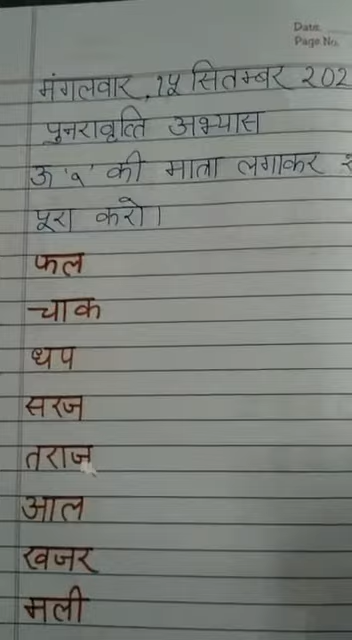 Date.
Page No.
मंगलवार, १५ सितम्बर 202
पुनरावृत्ति अभ्यास
ऊ 'ू' की मात्रा लगाकर
पूरा करो।
फल
चाक
धप
सरज
तराज
आल
खजर
मली